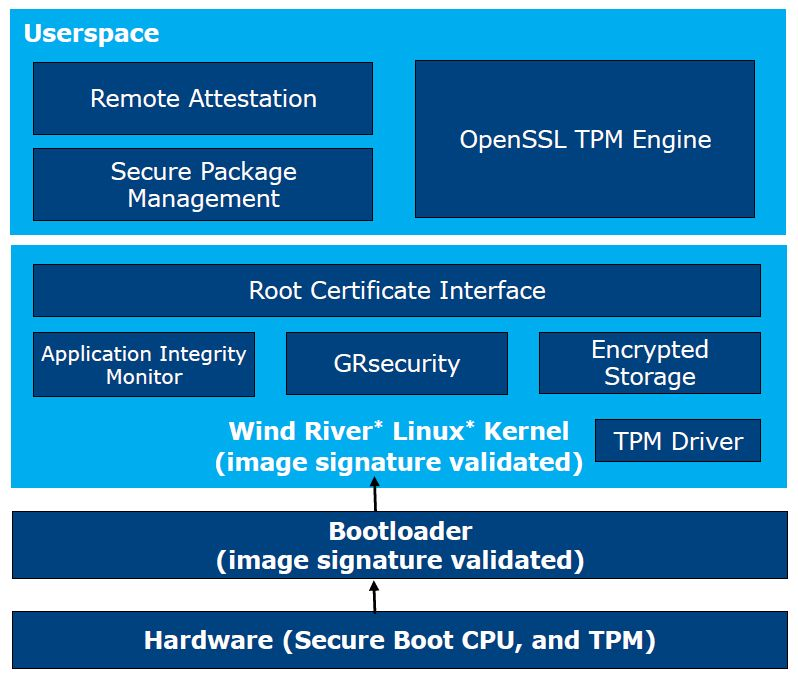 Userspace
Remote Attestation
OpenSSL TPM Engine
Secure Package
Management
Root Certificate Interface
Application Integrity
Monitor
GRsecurity
Encrypted
Storage
Wind River* Linux* Kernel
(image signature validated)
TPM Driver
Bootloader
(image signature validated)
Hardware (Secure Boot CPU, and TPM)